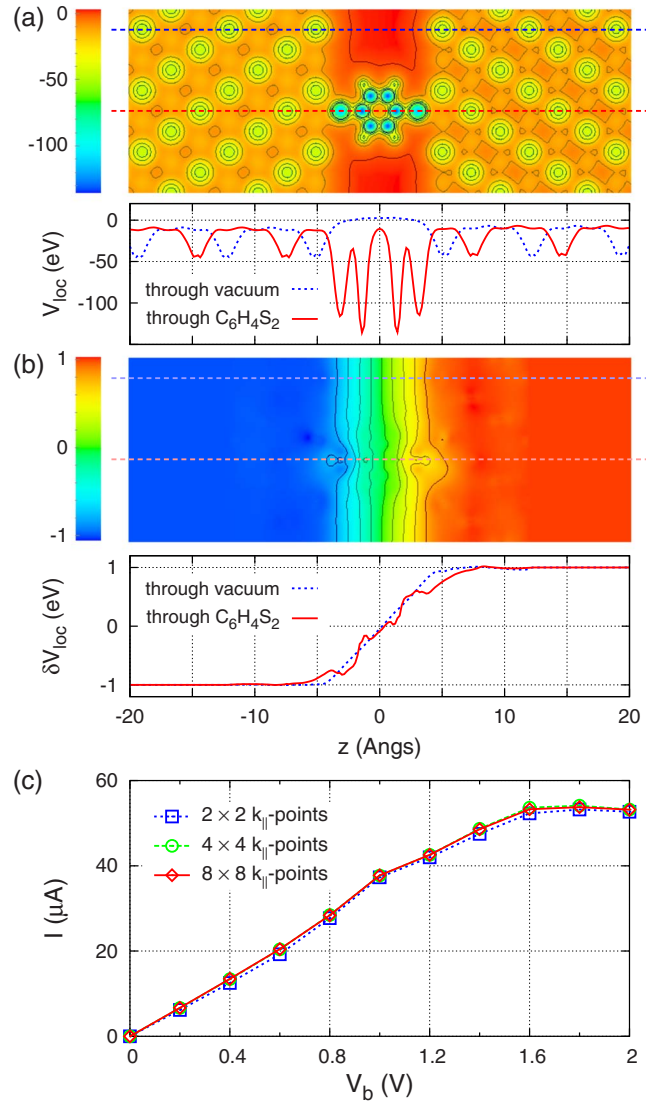 (a)
0
-50
-100
0
-50
-100
V_loc (eV)
through vacuum
through C6H4S2
(b)
1
0
-1
1
0
-1
δV_loc (eV)
through vacuum
through C6H4S2
-20 -10 0 10 20
z (Angs)
(c)
60
40
20
0
I (μA)
2 × 2 k||-points
4 × 4 k||-points
8 × 8 k||-points
0 0.4 0.8 1.2 1.6 2
V_b (V)